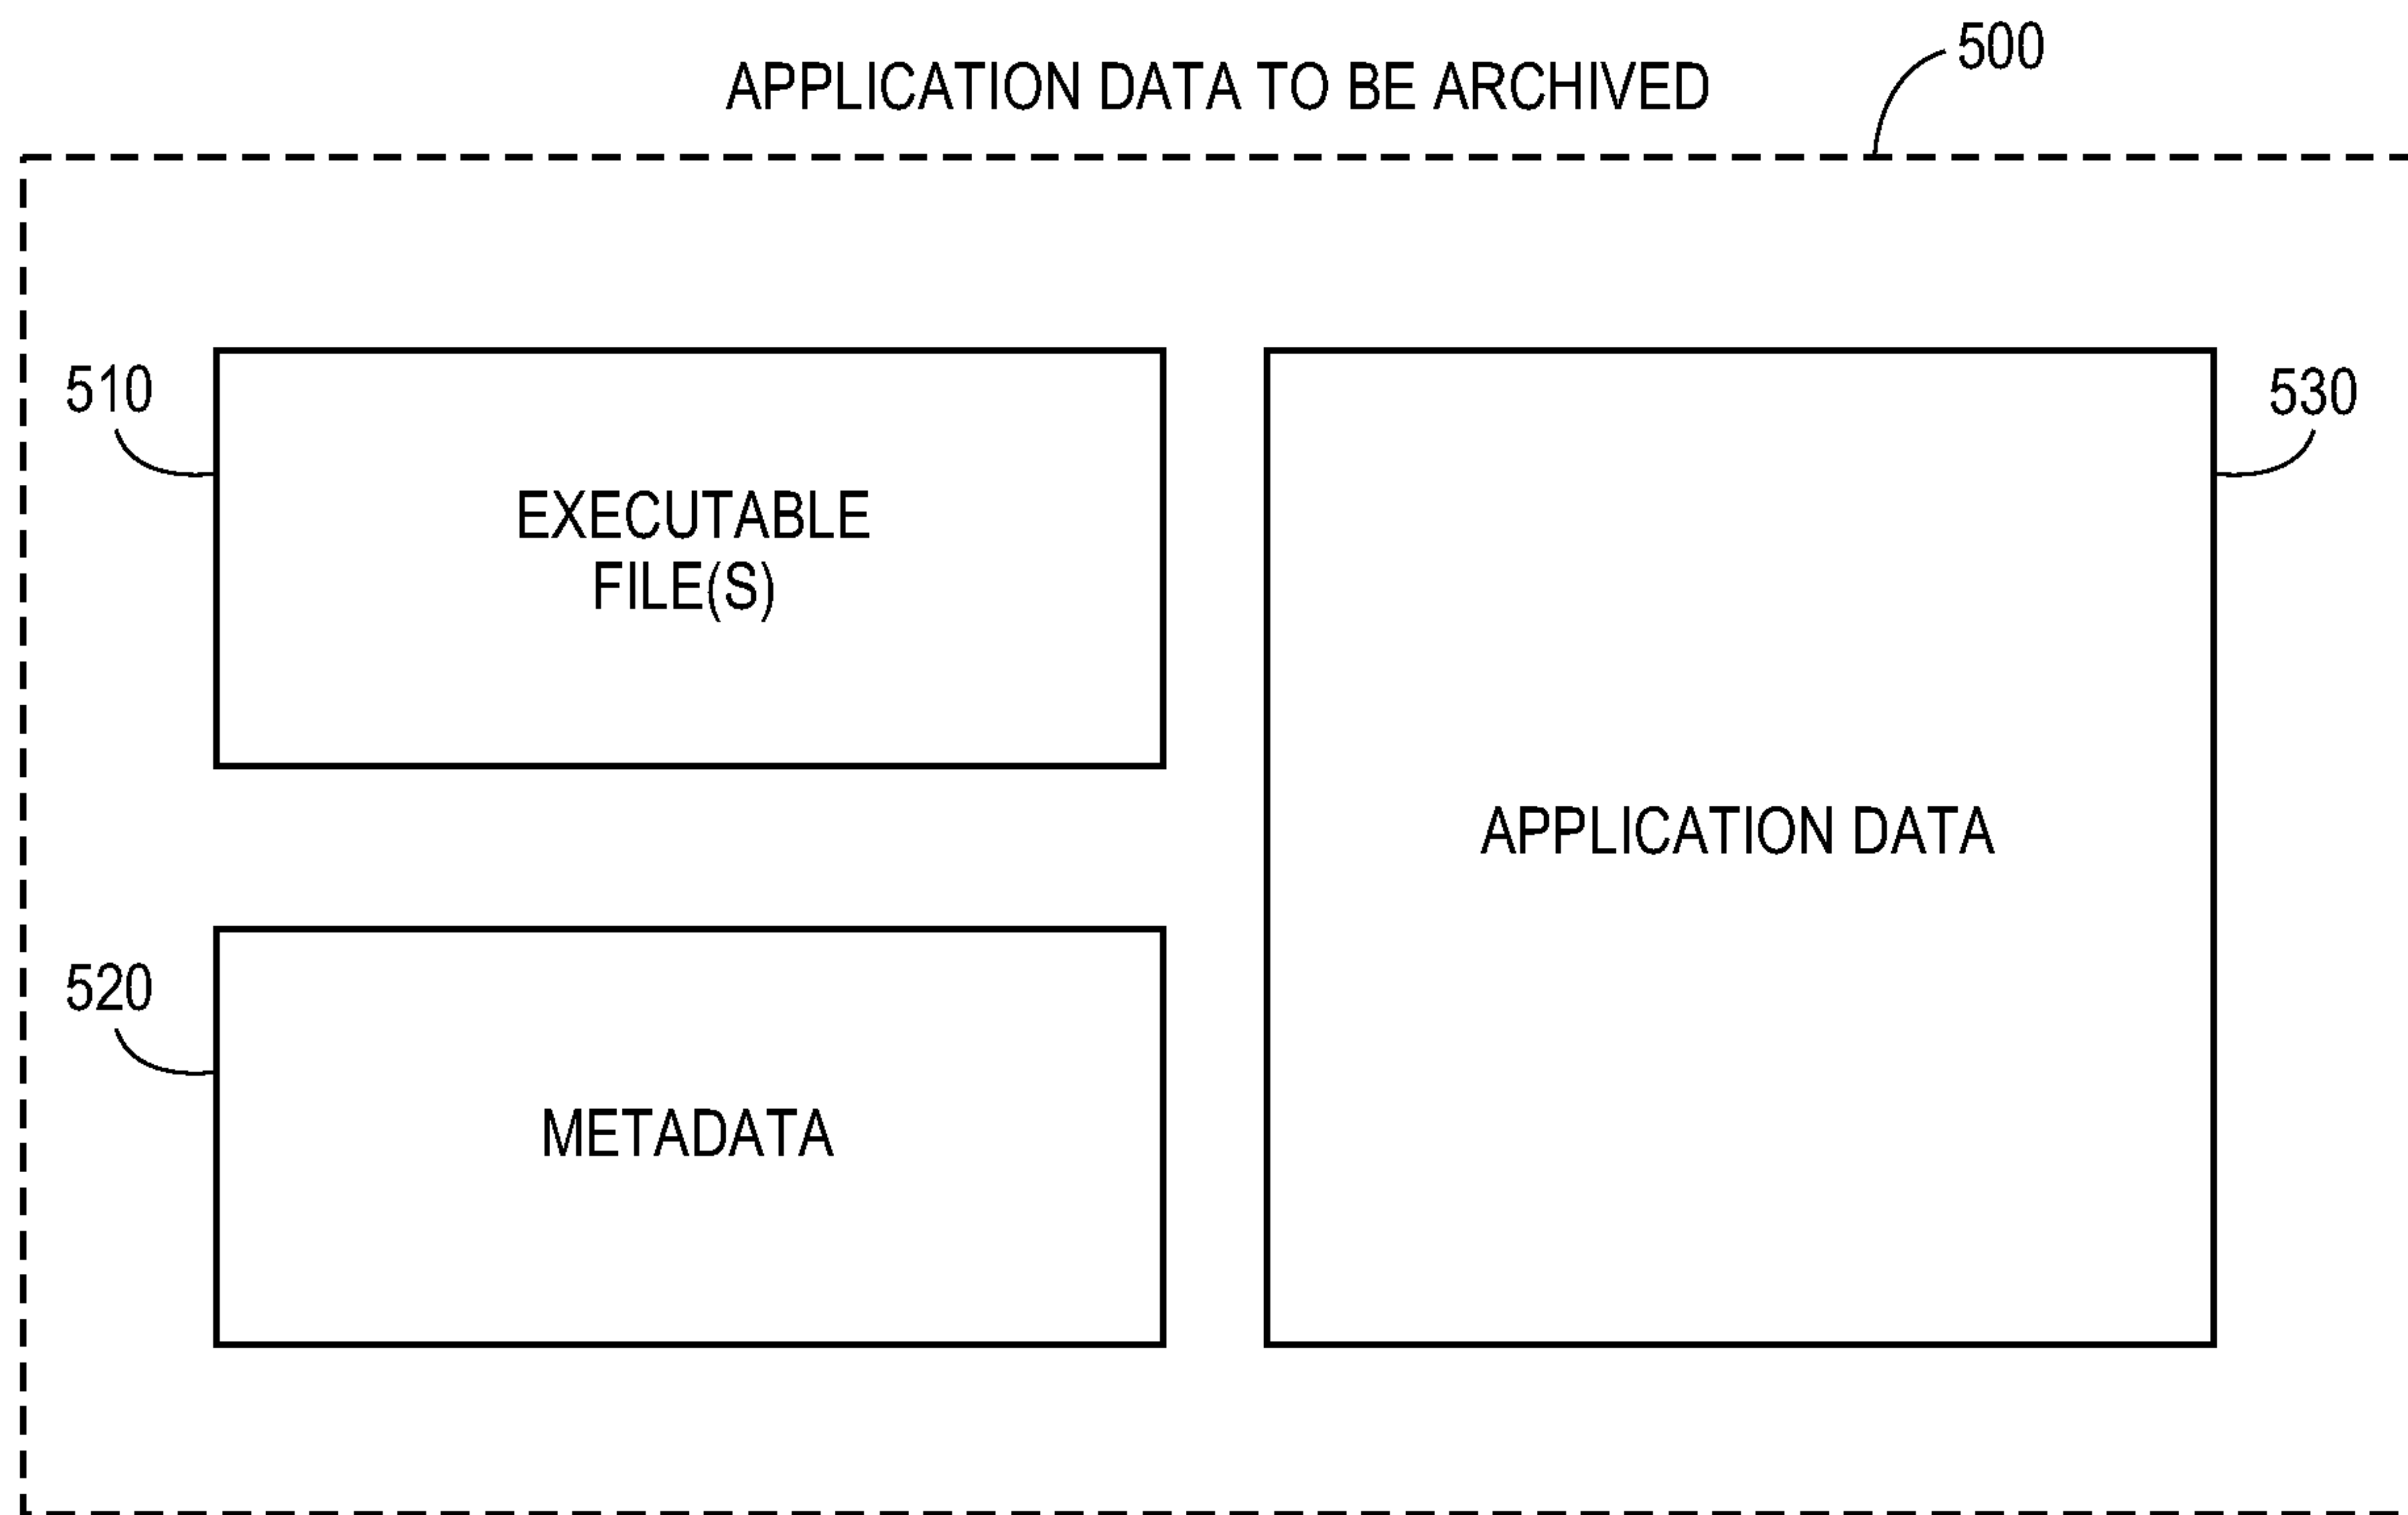 500
APPLICATION DATA TO BE ARCHIVED
510
EXECUTABLE
FILE(S)
530
APPLICATION DATA
520
METADATA